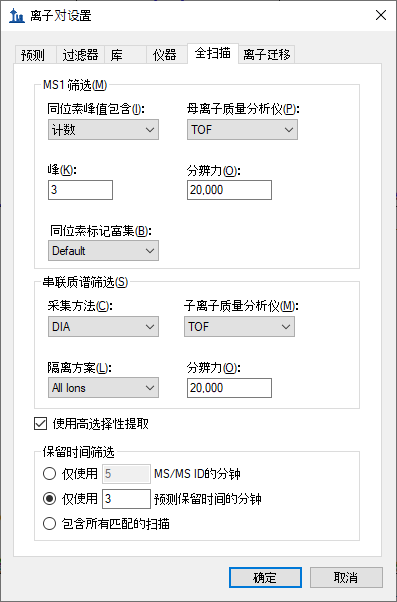 离子对设置
预测 过滤器 库 仪器 全扫描 离子迁移
MS1 筛选(M)
同位素峰值包含(I): 母离子质量分析仪(P):
计数 TOF
峰(K): 分辨力(O):
3 20,000
同位素标记富集(B):
Default
串联质谱筛选(S)
采集方法(C): 子离子质量分析仪(M):
DIA TOF
隔离方案(L): 分辨力(O):
All Ions 20,000
使用高选择性提取
保留时间筛选
仅使用 5 MS/MS ID的分钟
仅使用 3 预测保留时间的分钟
包含所有匹配的扫描
确定 取消